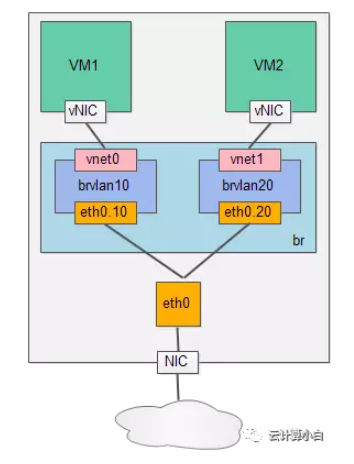 VM1
VM2
vNIC
vNIC
vnet0
vnet1
brvlan10
brvlan20
eth0.10
eth0.20
br
eth0
NIC
云计算小白